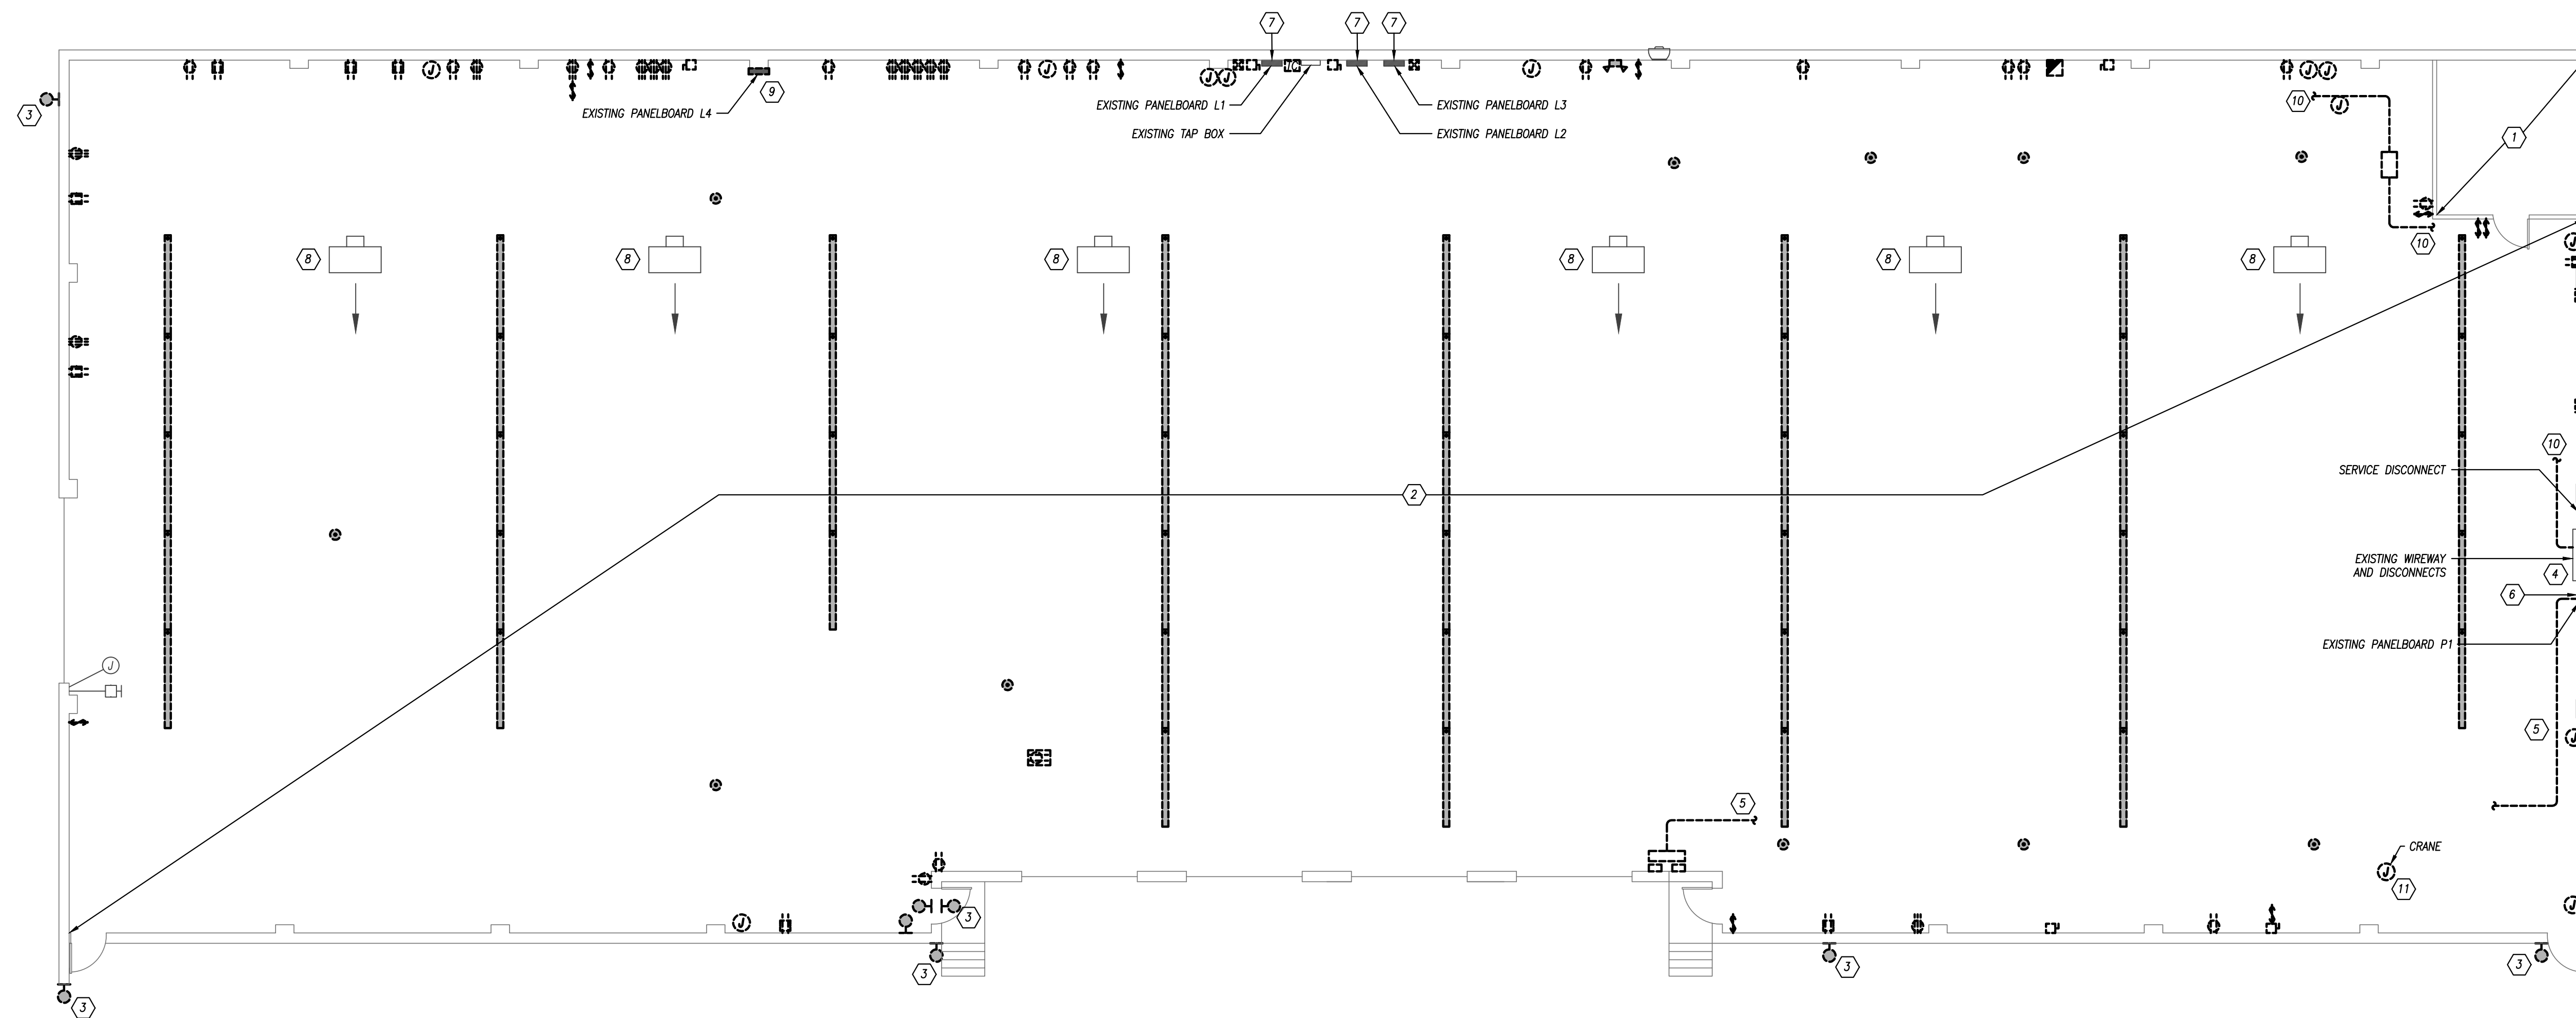 7
7
7
J
J
J
J
J
J
J
EXISTING PANELBOARD L4
9
EXISTING PANELBOARD L1
EXISTING TAP BOX
EXISTING PANELBOARD L3
EXISTING PANELBOARD L2
3
10
J
1
10
8
8
8
8
8
8
J
10
SERVICE DISCONNECT
2
EXISTING WIREWAY
AND DISCONNECTS
4
6
EXISTING PANELBOARD P1
J
5
J
5
CRANE
J
11
J
J
3
3
3
3
3